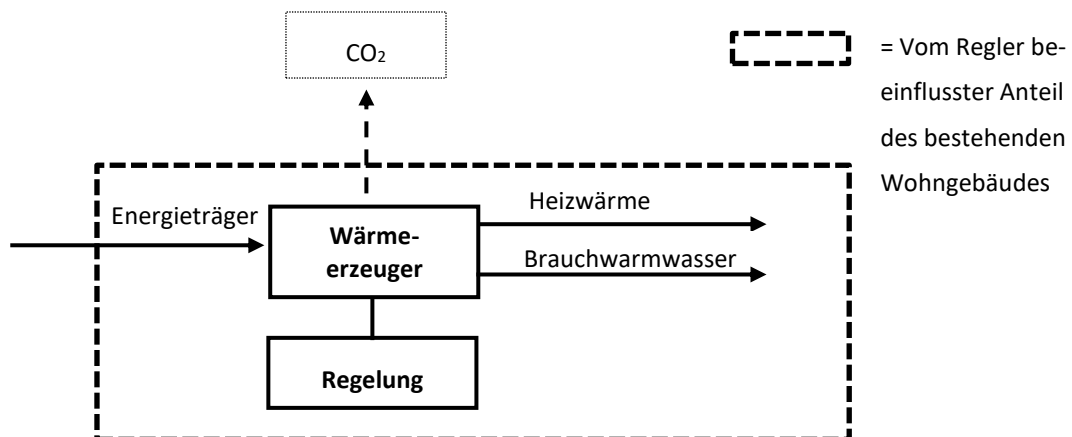 CO₂
= Vom Regler be-
einflusster Anteil
des bestehenden
Wohngebäudes
Energieträger
Wärme-
erzeuger
Heizwärme
Brauchwarmwasser
Regelung